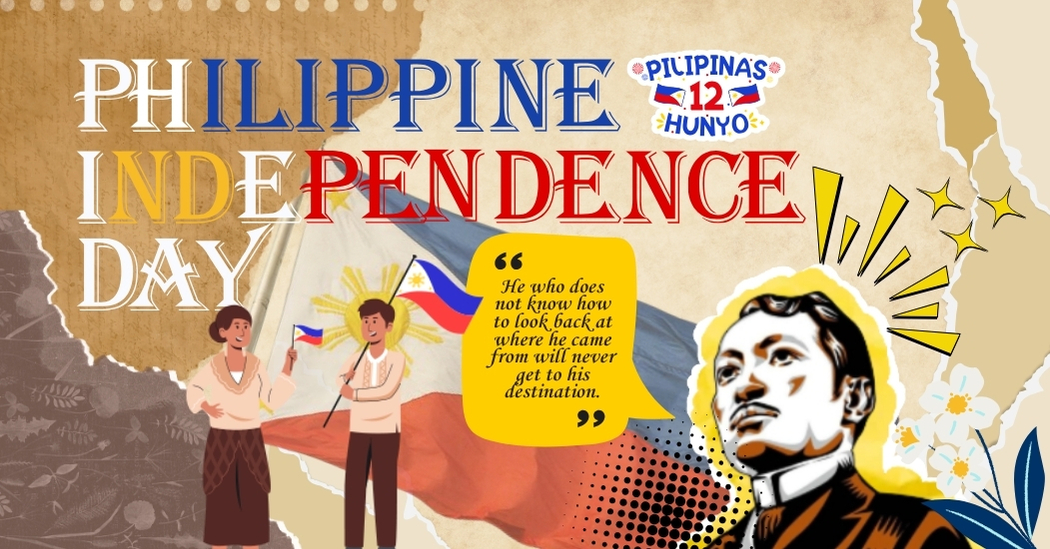 PHILIPPINE
INDEPENDENCE
DAY
PILIPINAS
12
HUNYO
“
He who does
not know how
to look back at
where he came
from will never
get to his
destination.
”